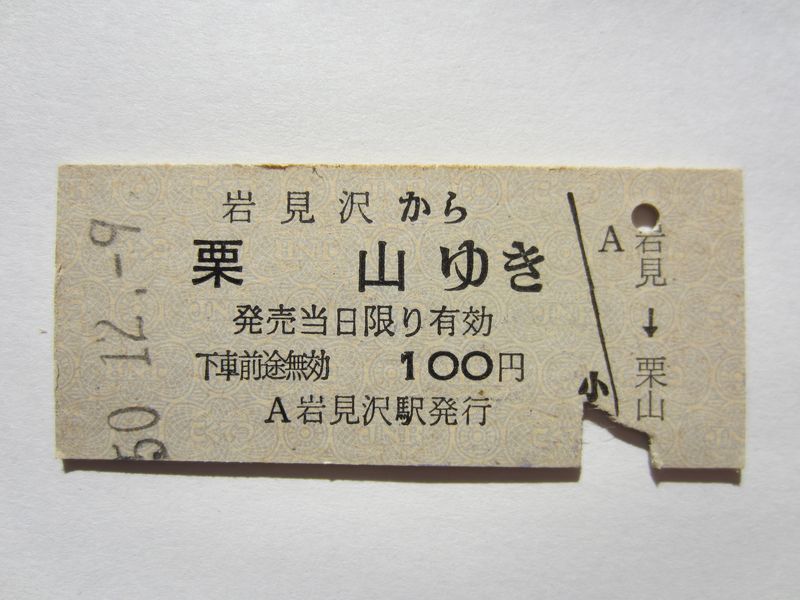 岩見沢から
栗山ゆき
発売当日限り有効
下車前途無効 100円
A岩見沢駅発行
50.12.-9
小
A
岩見
↓
栗山